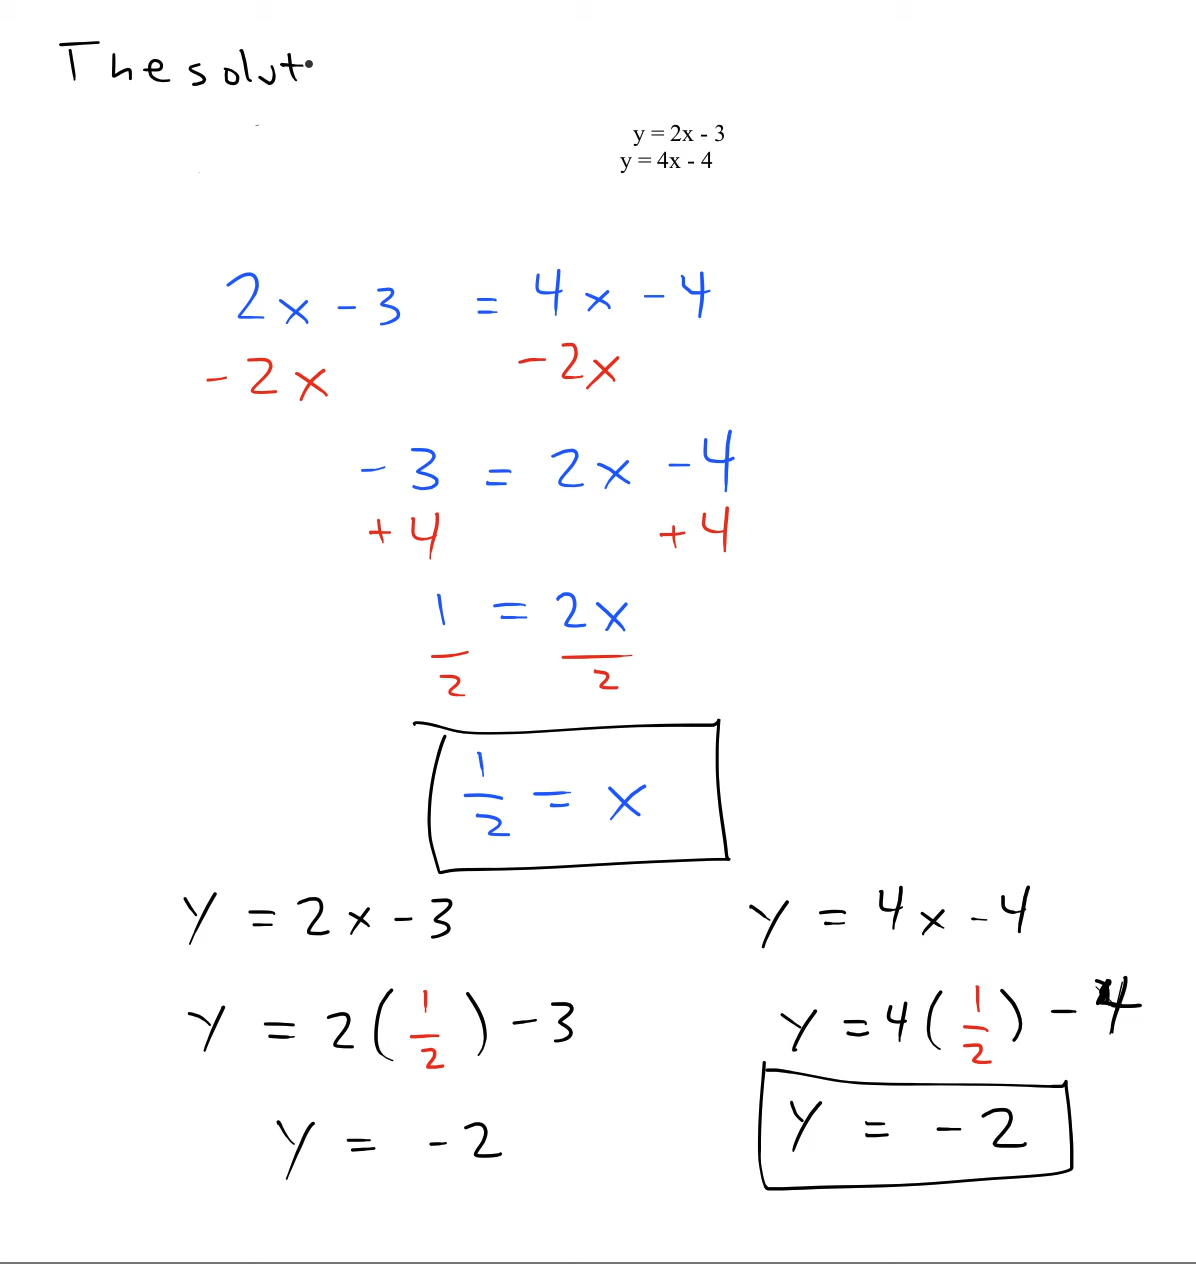 The solut
y = 2x - 3
y = 4x - 4
2x - 3 = 4x - 4
- 2x - 2x
- 3 = 2x - 4
+ 4 + 4
1 = 2x
2 2
1/2 = x
y = 2x - 3 y = 4x - 4
y = 2(1/2) - 3 y = 4(1/2) - 4
y = - 2 y = - 2